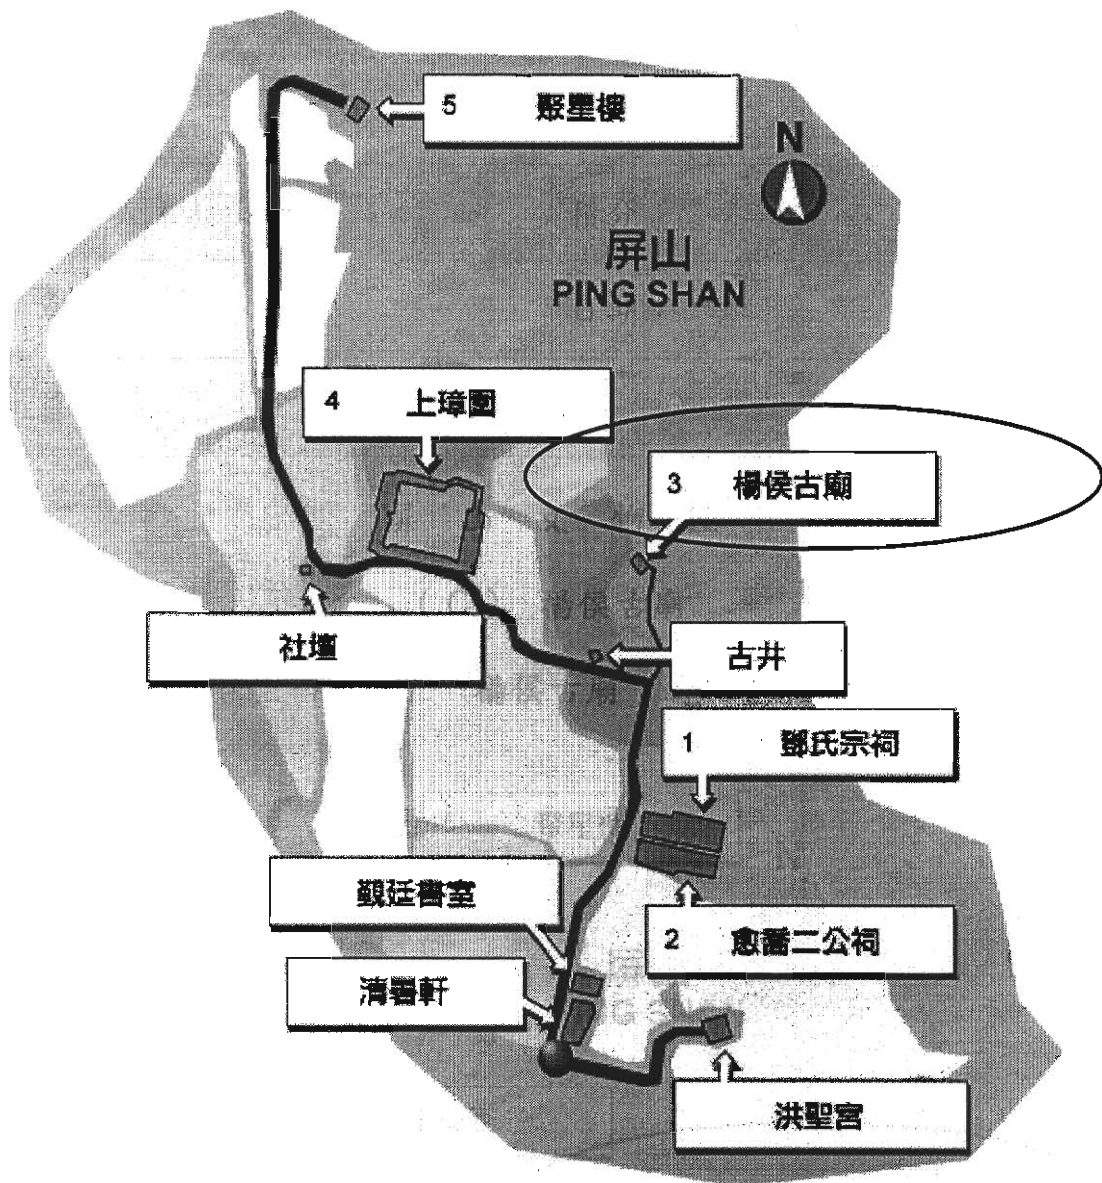 5 聚星樓
N
屏山
PING SHAN
4 上璋圍
3 楊侯古廟
社壇
古井
1 鄧氏宗祠
覲廷書室
2 愈喬二公祠
清暑軒
洪聖宮